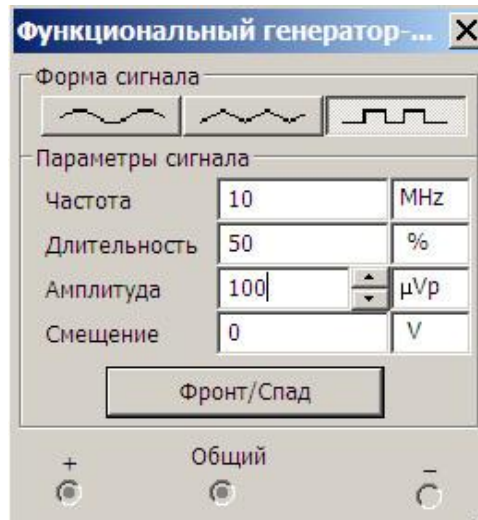 Функциональный генератор-...
Форма сигнала
Параметры сигнала
Частота 10 MHz
Длительность 50 %
Амплитуда 100 µVp
Смещение 0 V
Фронт/Спад
+ Общий –